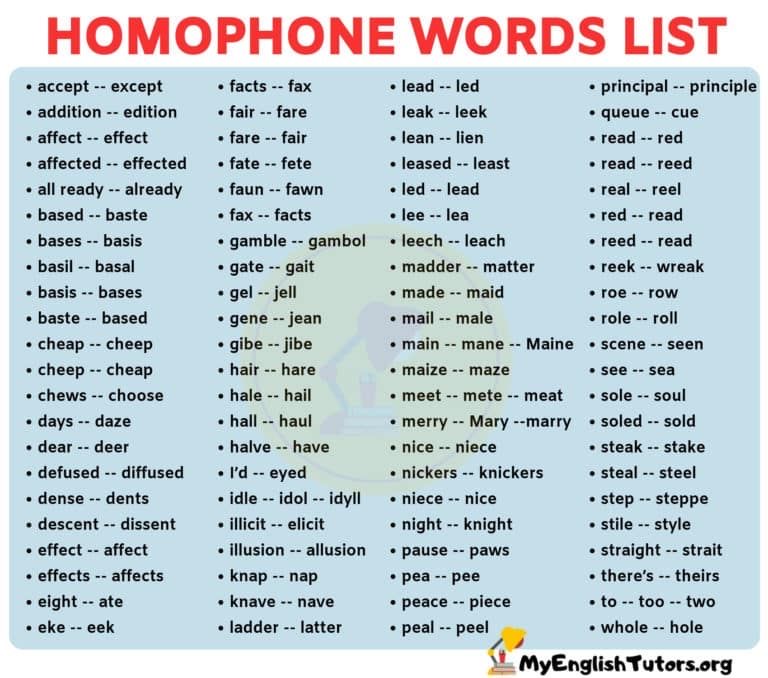 HOMOPHONE WORDS LIST
• accept -- except
• addition -- edition
• affect -- effect
• affected -- effected
• all ready -- already
• based -- baste
• bases -- basis
• basil -- basal
• basis -- bases
• baste -- based
• cheap -- cheep
• cheep -- cheap
• chews -- choose
• days -- daze
• dear -- deer
• defused -- diffused
• dense -- dents
• descent -- dissent
• effect -- affect
• effects -- affects
• eight -- ate
• eke -- eek
• facts -- fax
• fair -- fare
• fare -- fair
• fate -- fete
• faun -- fawn
• fax -- facts
• gamble -- gambol
• gate -- gait
• gel -- jell
• gene -- jean
• gibe -- jibe
• hair -- hare
• hale -- hail
• hall -- haul
• halve -- have
• I'd -- eyed
• idle -- idol -- idyll
• illicit -- elicit
• illusion -- allusion
• knap -- nap
• knave -- nave
• ladder -- latter
• lead -- led
• leak -- leek
• lean -- lien
• leased -- least
• led -- lead
• lee -- lea
• leech -- leach
• madder -- matter
• made -- maid
• mail -- male
• main -- mane -- Maine
• maize -- maze
• meet -- mete -- meat
• merry -- Mary --marry
• nice -- niece
• nickers -- knickers
• niece -- nice
• night -- knight
• pause -- paws
• pea -- pee
• peace -- piece
• peal -- peel
• principal -- principle
• queue -- cue
• read -- red
• read -- reed
• real -- reel
• red -- read
• reed -- read
• reek -- wreak
• roe -- row
• role -- roll
• scene -- seen
• see -- sea
• sole -- soul
• soled -- sold
• steak -- stake
• steal -- steel
• step -- steppe
• stile -- style
• straight -- strait
• there's -- theirs
• to -- too -- two
• whole -- hole
MyEnglishTutors.org